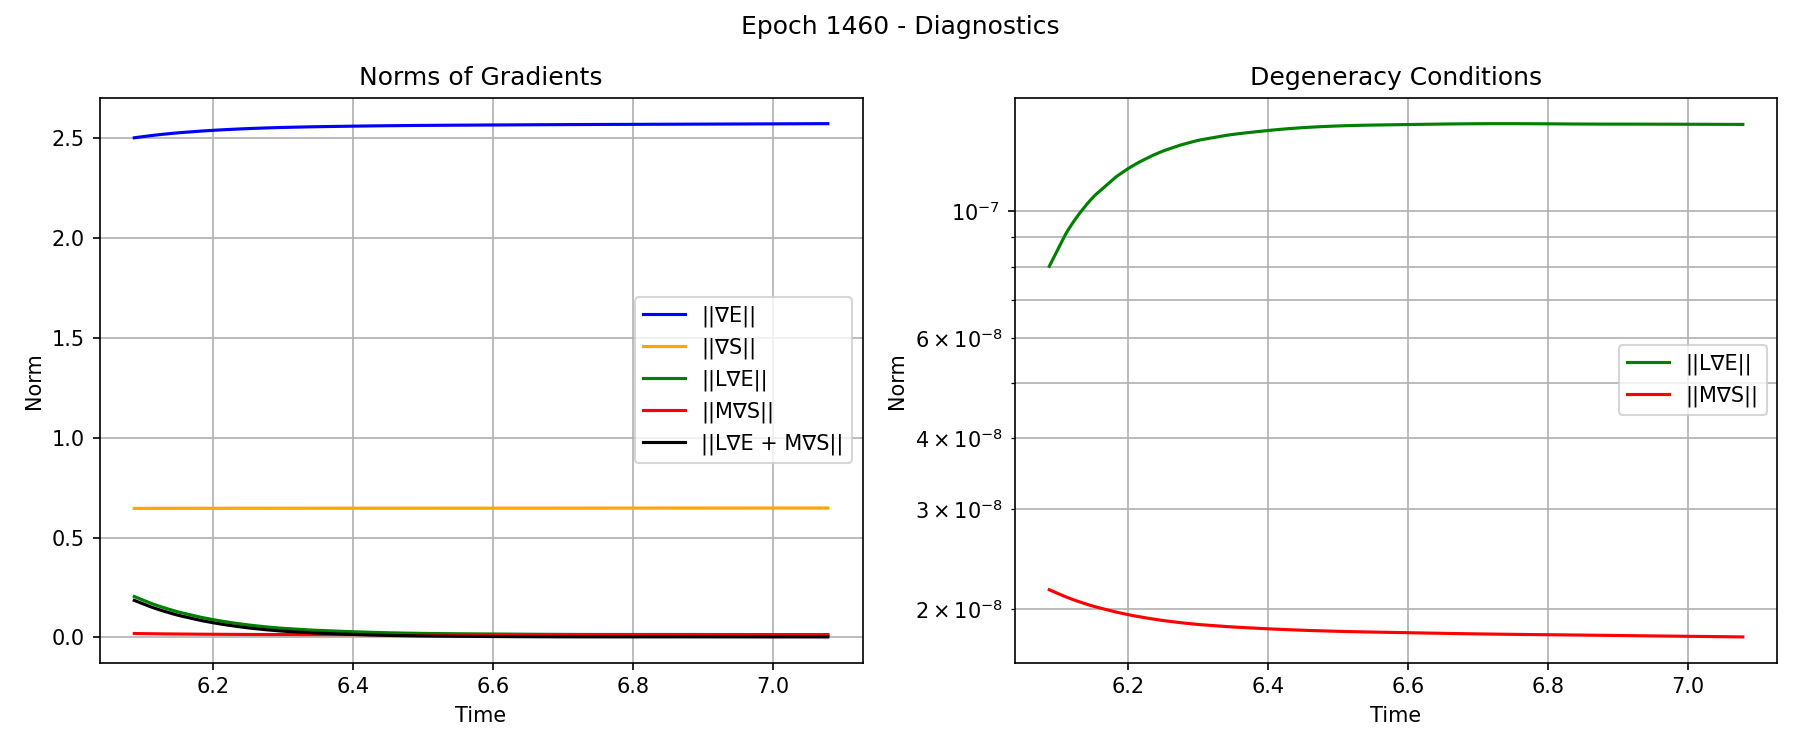 Epoch 1460 - Diagnostics
Norms of Gradients
Norm
2.5
2.0
1.5
1.0
0.5
0.0
||∇E||
||∇S||
||L∇E||
||M∇S||
||L∇E + M∇S||
6.2 6.4 6.6 6.8 7.0
Time
Degeneracy Conditions
Norm
10⁻⁷
6 × 10⁻⁸
4 × 10⁻⁸
3 × 10⁻⁸
2 × 10⁻⁸
||L∇E||
||M∇S||
6.2 6.4 6.6 6.8 7.0
Time